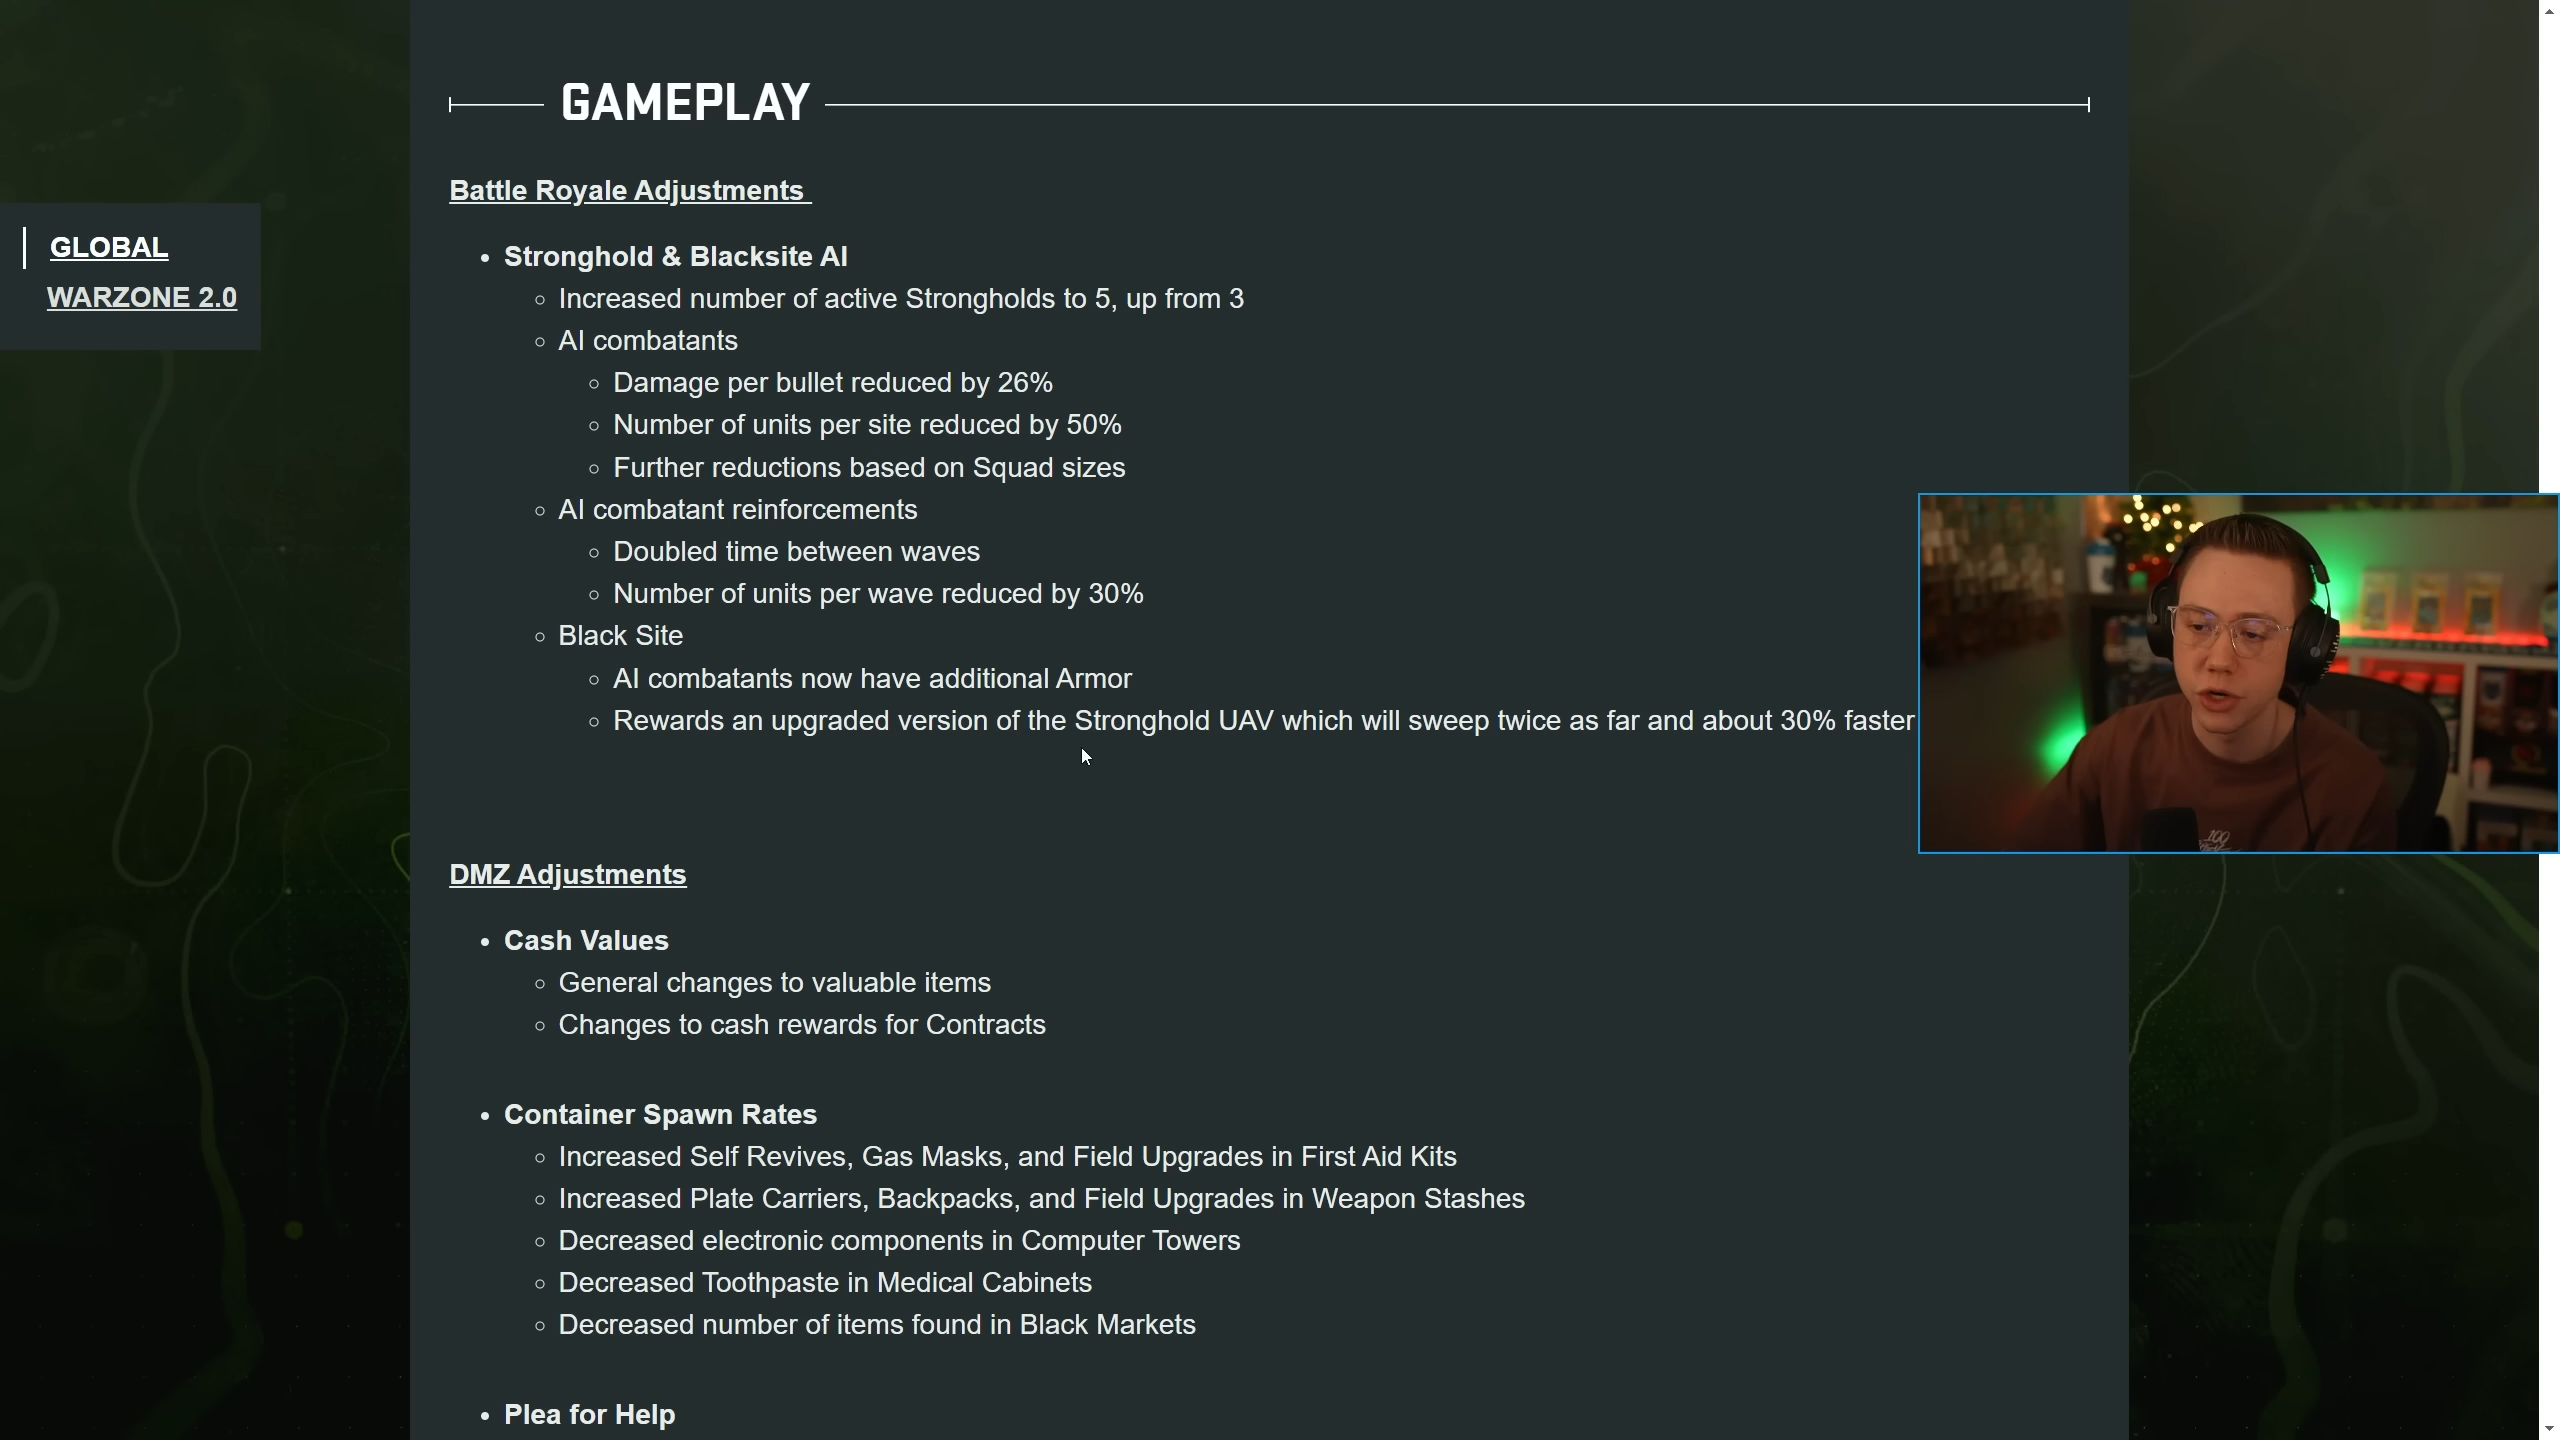 GAMEPLAY
Battle Royale Adjustments
GLOBAL
WARZONE 2.0
• Stronghold & Blacksite AI
◦ Increased number of active Strongholds to 5, up from 3
◦ AI combatants
◦ Damage per bullet reduced by 26%
◦ Number of units per site reduced by 50%
◦ Further reductions based on Squad sizes
◦ AI combatant reinforcements
◦ Doubled time between waves
◦ Number of units per wave reduced by 30%
◦ Black Site
◦ AI combatants now have additional Armor
◦ Rewards an upgraded version of the Stronghold UAV which will sweep twice as far and about 30% faster
100
DMZ Adjustments
• Cash Values
◦ General changes to valuable items
◦ Changes to cash rewards for Contracts
• Container Spawn Rates
◦ Increased Self Revives, Gas Masks, and Field Upgrades in First Aid Kits
◦ Increased Plate Carriers, Backpacks, and Field Upgrades in Weapon Stashes
◦ Decreased electronic components in Computer Towers
◦ Decreased Toothpaste in Medical Cabinets
◦ Decreased number of items found in Black Markets
• Plea for Help